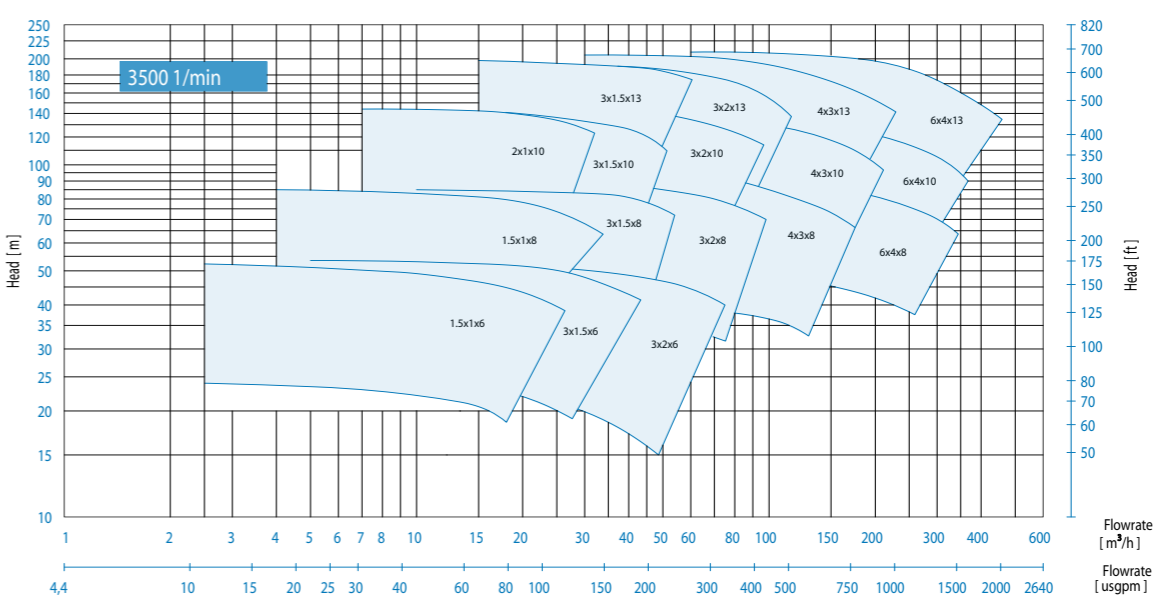 250
225
200
180
160
140
120
100
90
80
70
60
50
40
35
30
25
20
15
10
Head [m]
3500 1/min
3x1.5x13
3x2x13
4x3x13
6x4x13
2x1x10
3x1.5x10
3x2x10
4x3x10
6x4x10
1.5x1x8
3x1.5x8
3x2x8
4x3x8
6x4x8
1.5x1x6
3x1.5x6
3x2x6
820
700
600
500
400
350
300
250
200
175
150
125
100
80
70
60
50
Head [ft]
1 2 3 4 5 6 7 8 10 15 20 30 40 50 60 80 100 150 200 300 400 600
Flowrate
[m³/h]
4,4 10 15 20 25 30 40 60 80 100 150 200 300 400 500 750 1000 1500 2000 2640
Flowrate
[usgpm]